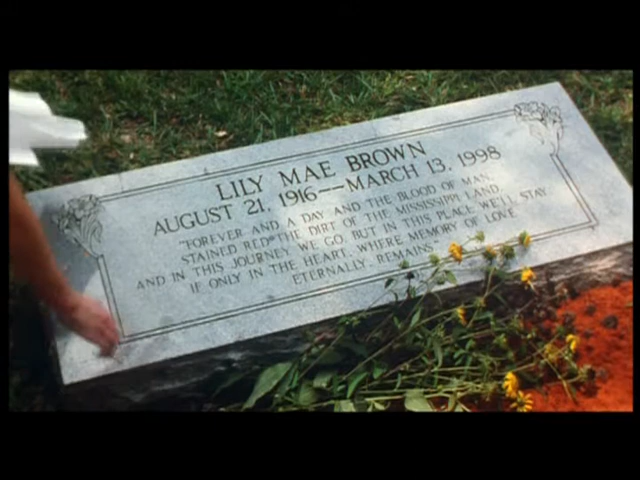 LILY MAE BROWN
AUGUST 21, 1916--MARCH 13, 1998
"FOREVER AND A DAY AND THE BLOOD OF MAN,
STAINED RED THE DIRT OF THE MISSISSIPPI LAND,
AND IN THIS JOURNEY WE GO, BUT IN THIS PLACE WE'LL STAY
IF ONLY IN THE HEART, WHERE MEMORY OF LOVE
ETERNALLY REMAINS